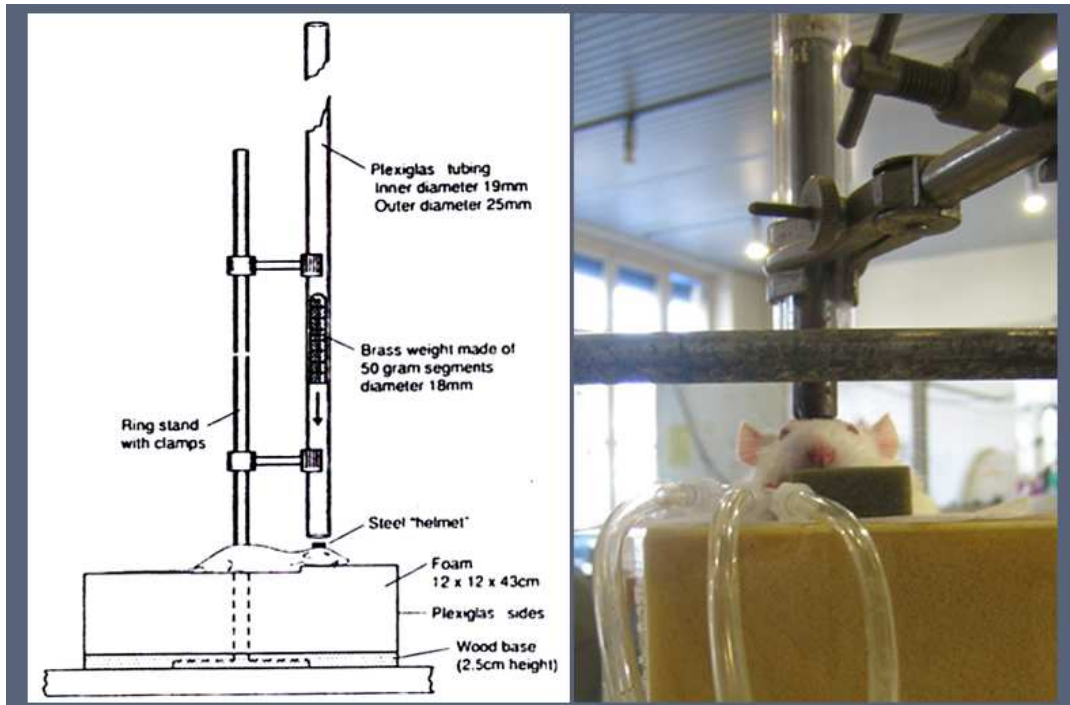 Plexiglas tubing
Inner diameter 19mm
Outer diameter 25mm
Brass weight made of
50 gram segments
diameter 18mm
Ring stand
with clamps
Steel "helmet"
Foam
12 x 12 x 43cm
Plexiglas sides
Wood base
(2.5cm height)